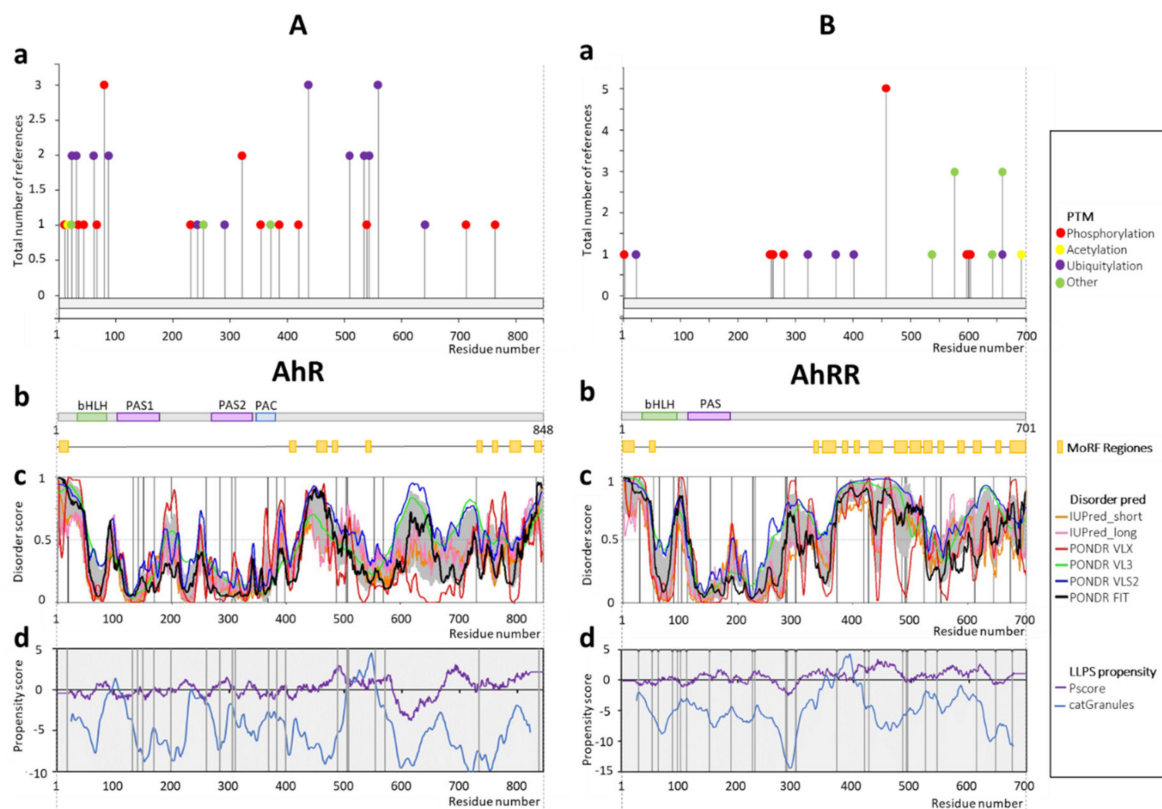 A
a
Total number of references
3
2.5
2
1.5
1
0.5
0
1 100 200 300 400 500 600 700 800
Residue number
AhR
b
bHLH PAS1 PAS2 PAC
1 848
c
Disorder score
1
0.5
0
1 100 200 300 400 500 600 700 800
Residue number
d
Propensity score
5
0
-5
-10
100 200 300 400 500 600 700 800
Residue number
B
a
Total number of references
5
4
3
2
1
0
1 100 200 300 400 500 600 700
Residue number
AhRR
b
bHLH PAS
1 701
c
Disorder score
1
0.5
0
1 100 200 300 400 500 600 700
Residue number
d
Propensity score
5
0
-5
-10
-15
1 100 200 300 400 500 600 700
Residue number
PTM
Phosphorylation
Acetylation
Ubiquitylation
Other
MoRF Regiones
Disorder pred
IUPred_short
IUPred_long
PONDR VLX
PONDR VL3
PONDR VLS2
PONDR FIT
LLPS propensity
Pscore
catGranules